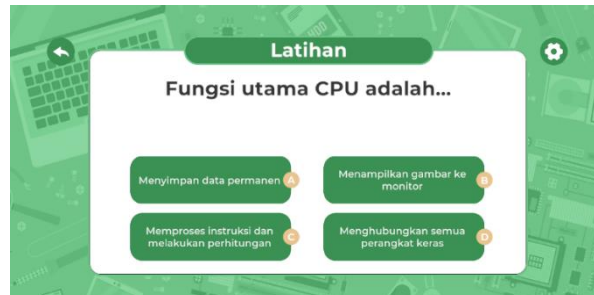 Latihan
Fungsi utama CPU adalah...
Menyimpan data permanen A
Menampilkan gambar ke
monitor B
Memproses instruksi dan
melakukan perhitungan C
Menghubungkan semua
perangkat keras D